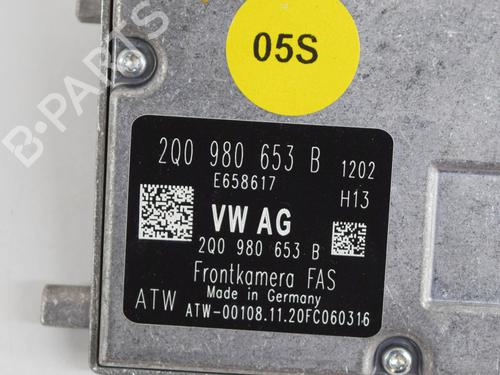 05S
2Q0 980 653 B 1202
E658617 H13
VW AG
2Q0 980 653 B
Frontkamera FAS
ATW Made in Germany
ATW-00108.11.20FC060316
B-PARTS